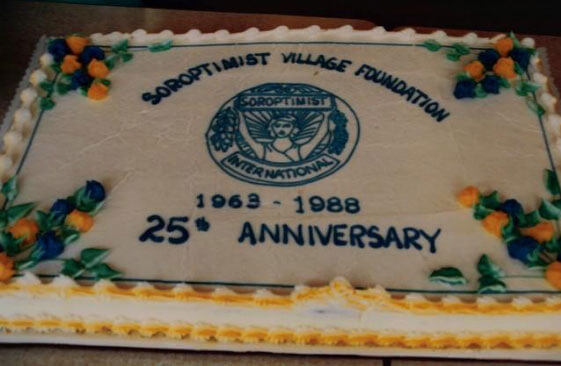 SOROPTIMIST VILLAGE FOUNDATION
SOROPTIMIST
INTERNATIONAL
1963 - 1988
25th ANNIVERSARY